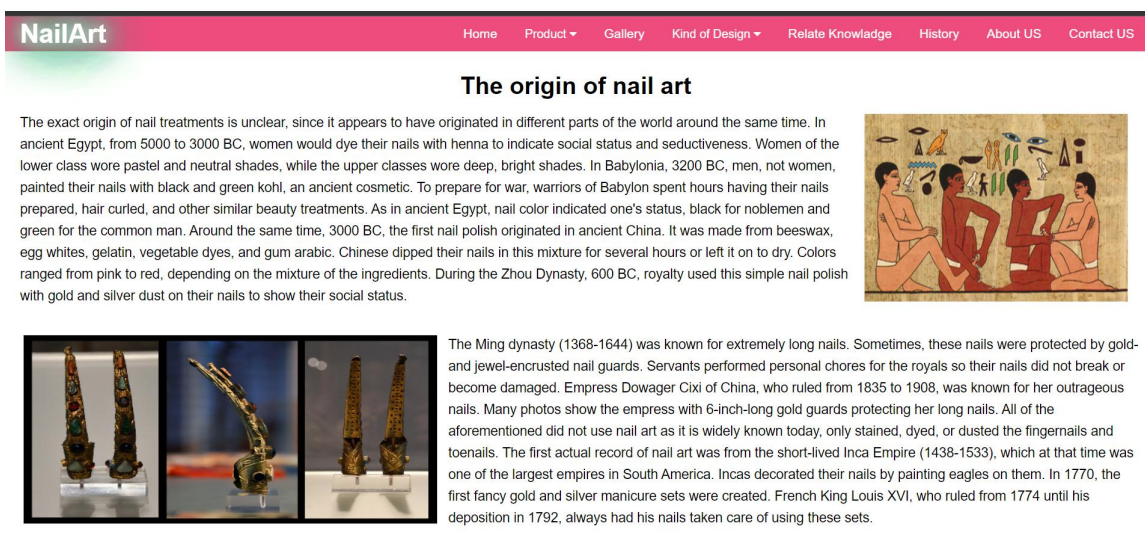 NailArt
Home Product Gallery Kind of Design Relate Knowladge History About US Contact US
The origin of nail art
The exact origin of nail treatments is unclear, since it appears to have originated in different parts of the world around the same time. In
ancient Egypt, from 5000 to 3000 BC, women would dye their nails with henna to indicate social status and seductiveness. Women of the
lower class wore pastel and neutral shades, while the upper classes wore deep, bright shades. In Babylonia, 3200 BC, men, not women,
painted their nails with black and green kohl, an ancient cosmetic. To prepare for war, warriors of Babylon spent hours having their nails
prepared, hair curled, and other similar beauty treatments. As in ancient Egypt, nail color indicated one's status, black for noblemen and
green for the common man. Around the same time, 3000 BC, the first nail polish originated in ancient China. It was made from beeswax,
egg whites, gelatin, vegetable dyes, and gum arabic. Chinese dipped their nails in this mixture for several hours or left it on to dry. Colors
ranged from pink to red, depending on the mixture of the ingredients. During the Zhou Dynasty, 600 BC, royalty used this simple nail polish
with gold and silver dust on their nails to show their social status.
The Ming dynasty (1368-1644) was known for extremely long nails. Sometimes, these nails were protected by gold-
and jewel-encrusted nail guards. Servants performed personal chores for the royals so their nails did not break or
become damaged. Empress Dowager Cixi of China, who ruled from 1835 to 1908, was known for her outrageous
nails. Many photos show the empress with 6-inch-long gold guards protecting her long nails. All of the
aforementioned did not use nail art as it is widely known today, only stained, dyed, or dusted the fingernails and
toenails. The first actual record of nail art was from the short-lived Inca Empire (1438-1533), which at that time was
one of the largest empires in South America. Incas decorated their nails by painting eagles on them. In 1770, the
first fancy gold and silver manicure sets were created. French King Louis XVI, who ruled from 1774 until his
deposition in 1792, always had his nails taken care of using these sets.